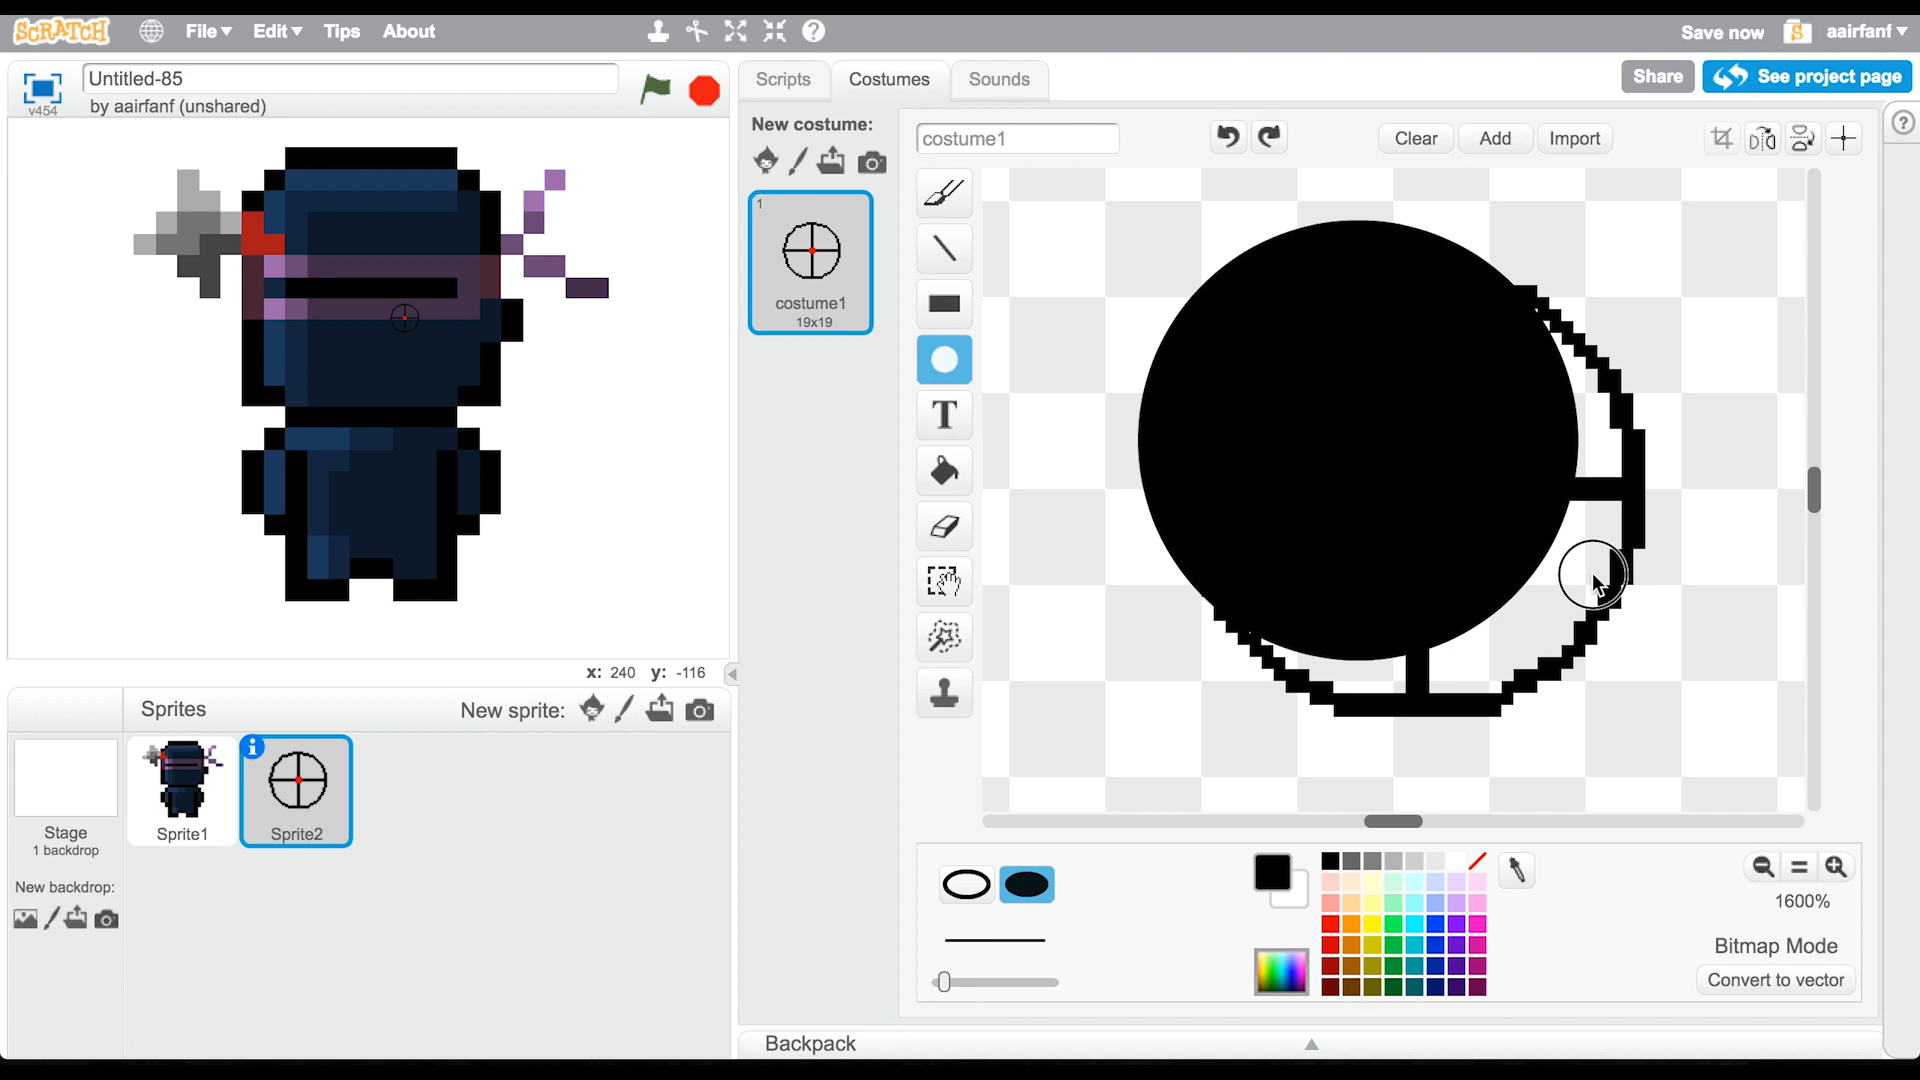 SCRATCH
File▾ Edit▾ Tips About
Save now
aairfanf▾
v454
Untitled-85
by aairfanf (unshared)
Scripts Costumes Sounds
Share
See project page
New costume:
costume1
Clear Add Import
1
costume1
19x19
T
x: 240 y: -116
Sprites
New sprite:
Stage
1 backdrop
New backdrop:
Sprite1
Sprite2
1600%
Bitmap Mode
Convert to vector
Backpack